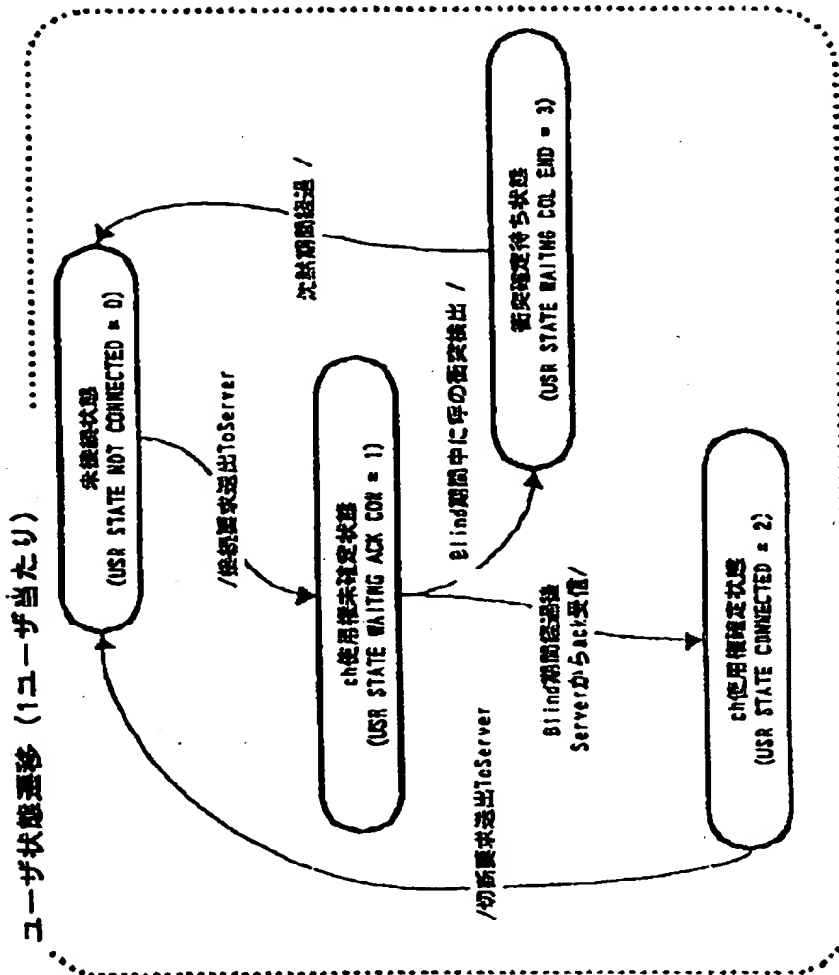 ユーザ状態遷移 (1ユーザ当たり)
未接続状態
(USR STATE NOT CONNECTED = 0)
/接続要求送出ToServer
沈黙期間経過 /
ch使用権未確定状態
(USR STATE WAITNG ACK COR = 1)
Blind期間中に呼の衝突検出 /
衝突確定待ち状態
(USR STATE WAITNG COL END = 3)
/切断要求送出ToServer
Blind期間経過後
Serverからack受信/
ch使用権確定状態
(USR STATE CONNECTED = 2)